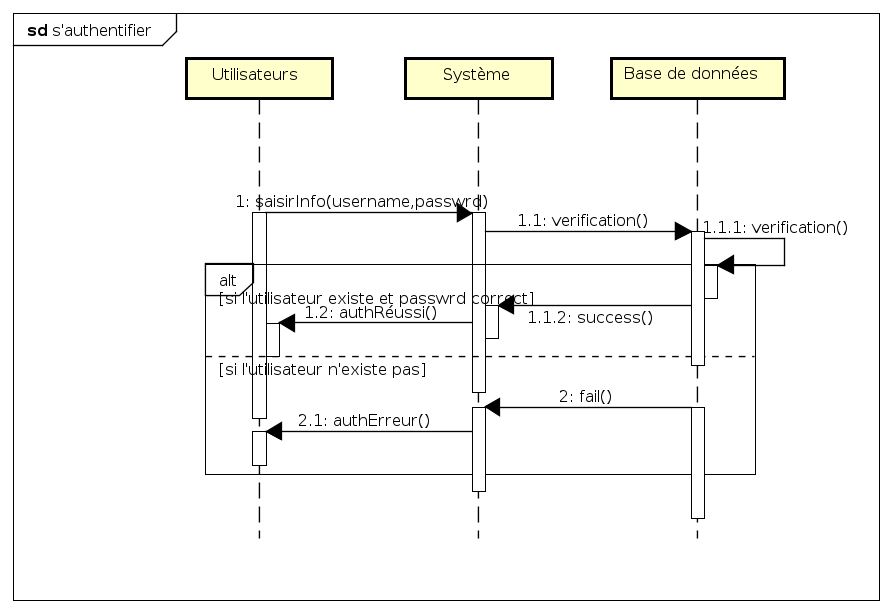 sd s'authentifier
Utilisateurs
Système
Base de données
1: saisirInfo(username,passwrd)
1.1: verification()
1.1.1: verification()
alt
[si l'utilisateur existe et passwrd correct]
1.2: authRéussi()
1.1.2: success()
[si l'utilisateur n'existe pas]
2: fail()
2.1: authErreur()